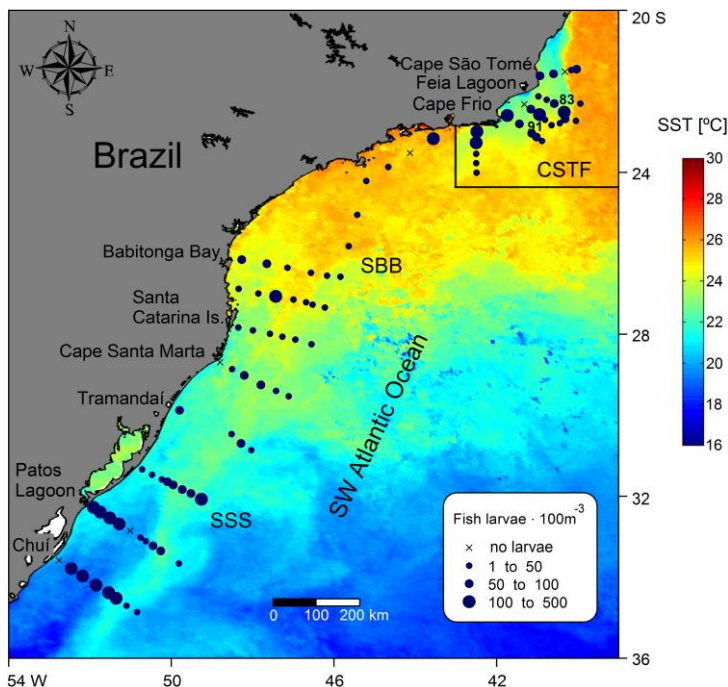 20 S
N
W E
S
Cape São Tomé
Feia Lagoon
Cape Frio
83
91
SST [ºC]
30
28
26
24
22
20
18
16
Brazil
CSTF
24
Babitonga Bay
SBB
Santa
Catarina Is.
28
Cape Santa Marta
SW Atlantic Ocean
Tramandaí
Patos
Lagoon
SSS
32
Chuí
Fish larvae · 100m⁻³
× no larvae
1 to 50
50 to 100
100 to 500
0 100 200 km
36
54 W 50 46 42